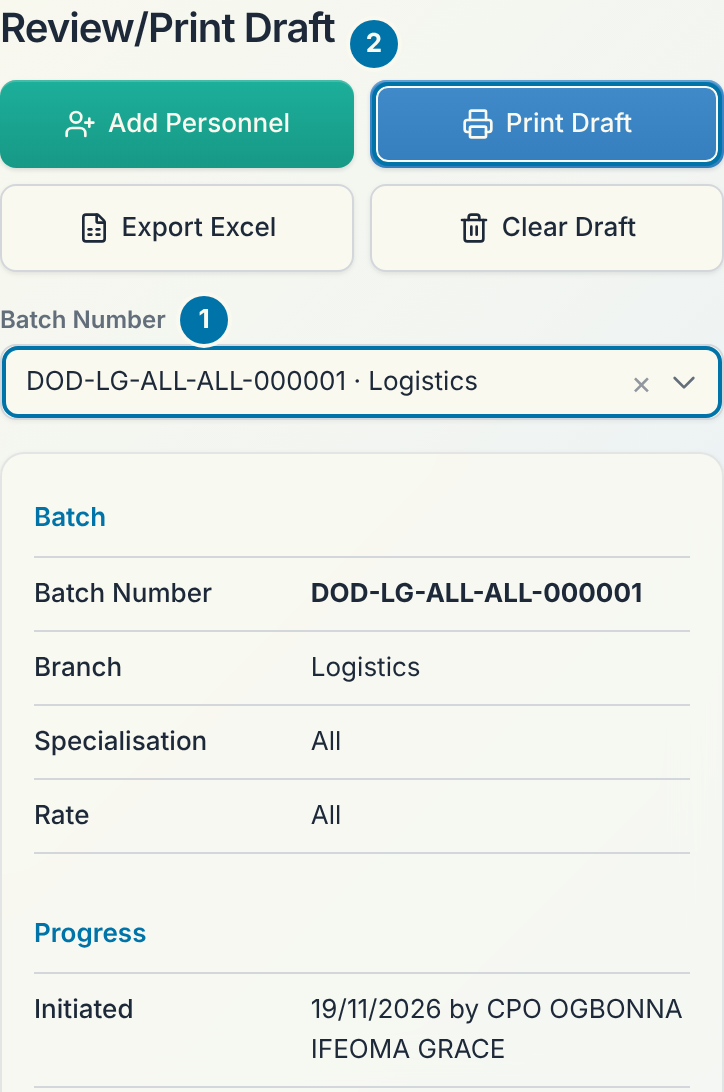 Review/Print Draft
2
Add Personnel
Print Draft
Export Excel
Clear Draft
Batch Number
1
DOD-LG-ALL-ALL-000001 · Logistics
Batch
Batch Number DOD-LG-ALL-ALL-000001
Branch Logistics
Specialisation All
Rate All
Progress
Initiated 19/11/2026 by CPO OGBONNA
IFEOMA GRACE